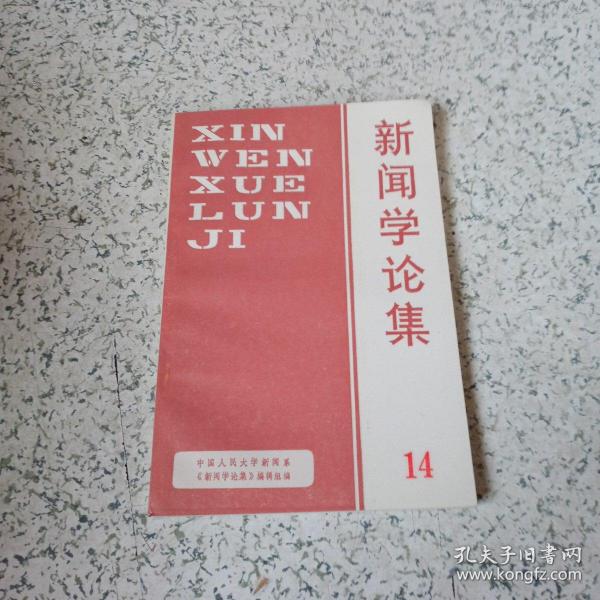 XIN
WEN
XUE
LUN
JI
新闻学论集
14
中国人民大学新闻系
《新闻学论集》编辑组编
孔夫子旧书网
www.kongfz.com